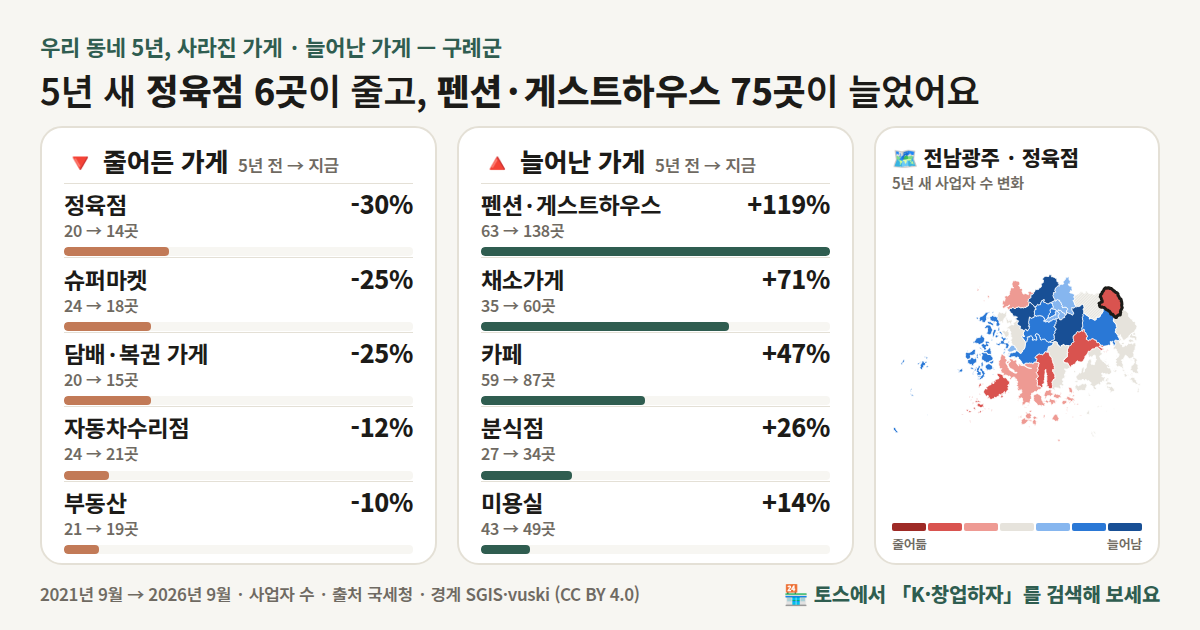 우리 동네 5년, 사라진 가게 · 늘어난 가게 — 구례군
5년 새 정육점 6곳이 줄고, 펜션·게스트하우스 75곳이 늘었어요
줄어든 가게 5년 전 → 지금
정육점 -30%
20 → 14곳
슈퍼마켓 -25%
24 → 18곳
담배·복권 가게 -25%
20 → 15곳
자동차수리점 -12%
24 → 21곳
부동산 -10%
21 → 19곳
늘어난 가게 5년 전 → 지금
펜션·게스트하우스 +119%
63 → 138곳
채소가게 +71%
35 → 60곳
카페 +47%
59 → 87곳
분식점 +26%
27 → 34곳
미용실 +14%
43 → 49곳
전남광주 · 정육점
5년 새 사업자 수 변화
줄어듦 늘어남
2021년 9월 → 2026년 9월 · 사업자 수 · 출처 국세청 · 경계 SGIS·vuski (CC BY 4.0)
토스에서 「K·창업하자」를 검색해 보세요